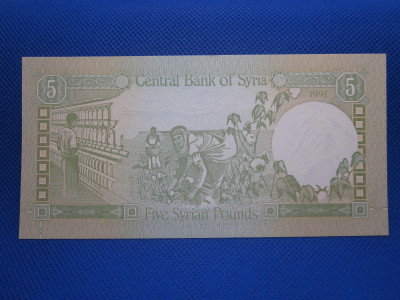 5 Central Bank of Syria 5
1991
Five Syrian Pounds